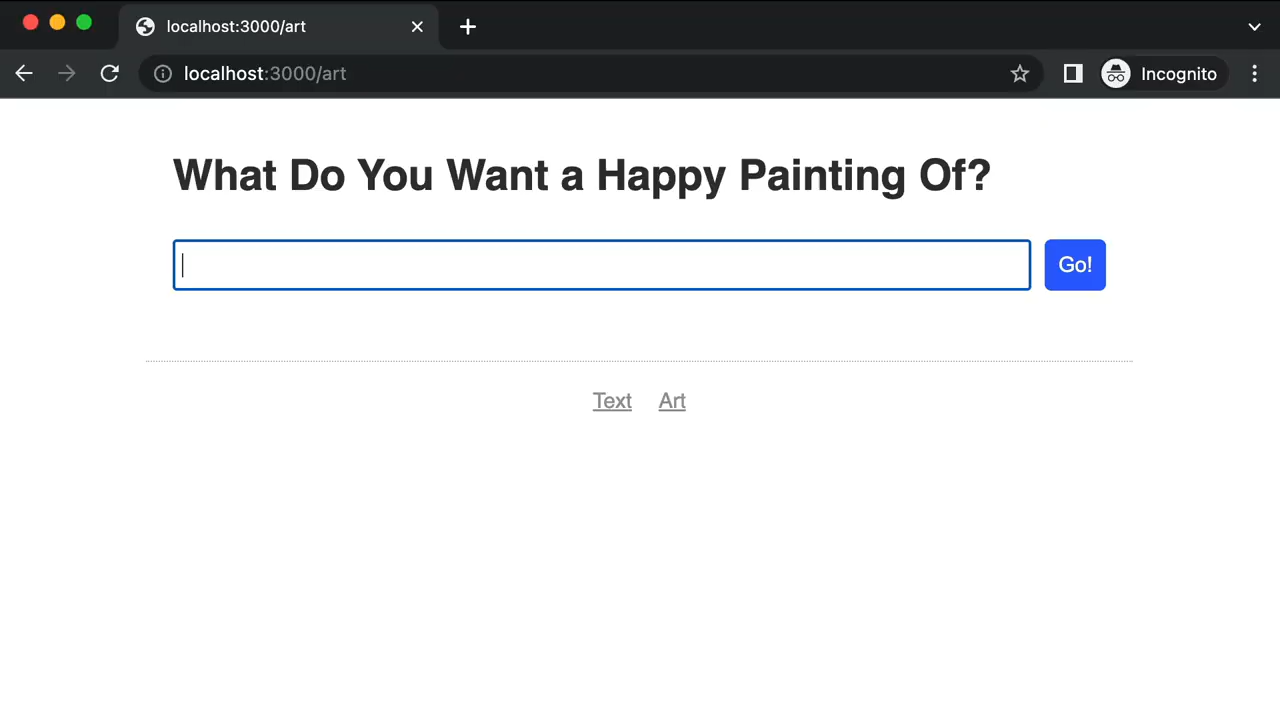 localhost:3000/art
localhost:3000/art
Incognito
What Do You Want a Happy Painting Of?
Go!
Text Art